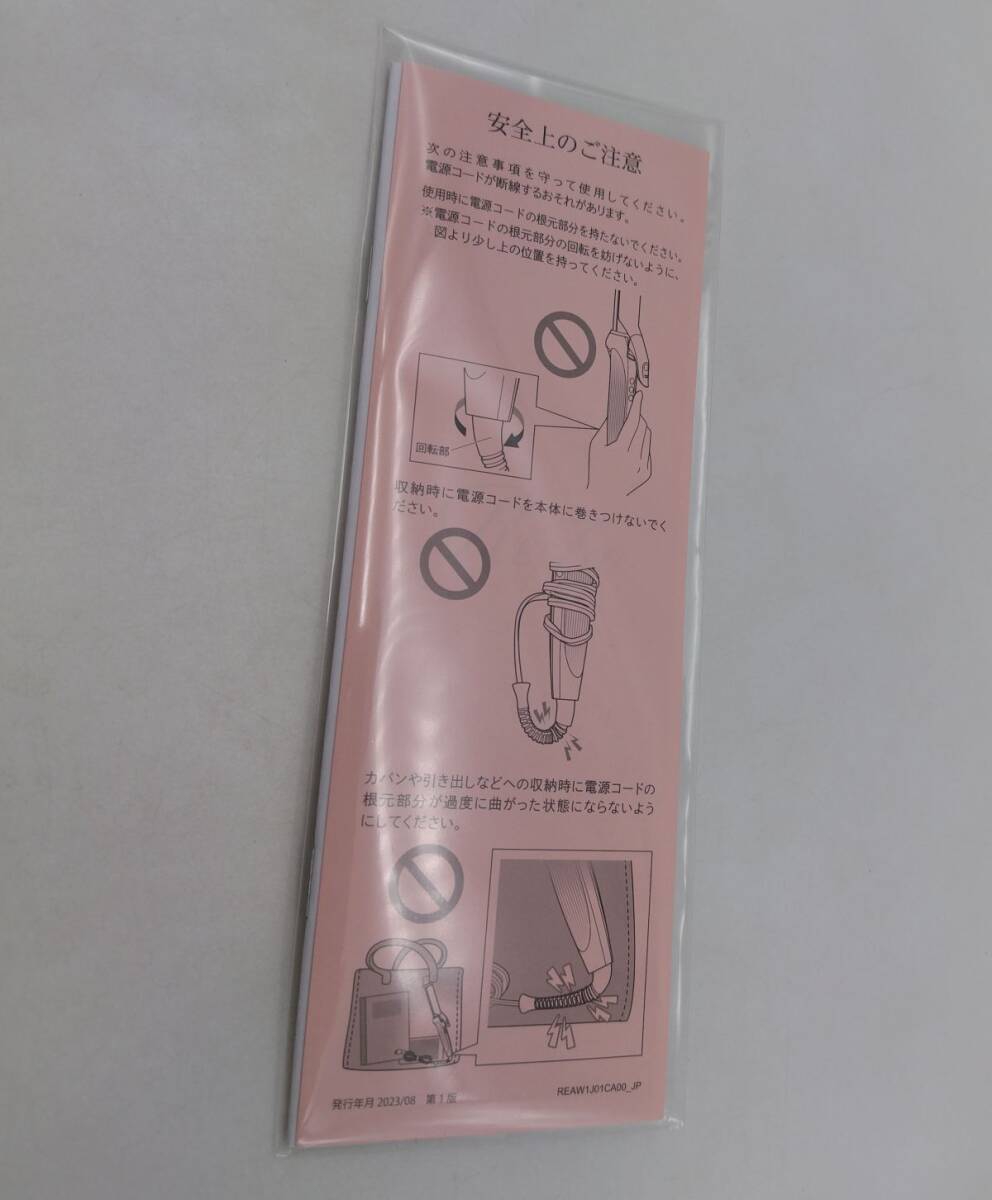 安全上のご注意
次の注意事項を守って使用してください。
電源コードが断線するおそれがあります。
使用時に電源コードの根元部分を持たないでください。
※電源コードの根元部分の回転を妨げないように、
図より少し上の位置を持ってください。
回転部
収納時に電源コードを本体に巻きつけないでく
ださい。
カバンや引き出しなどへの収納時に電源コードの
根元部分が過度に曲がった状態にならないよう
にしてください。
発行年月 2023/08 第1版
REAW1J01CA00_JP